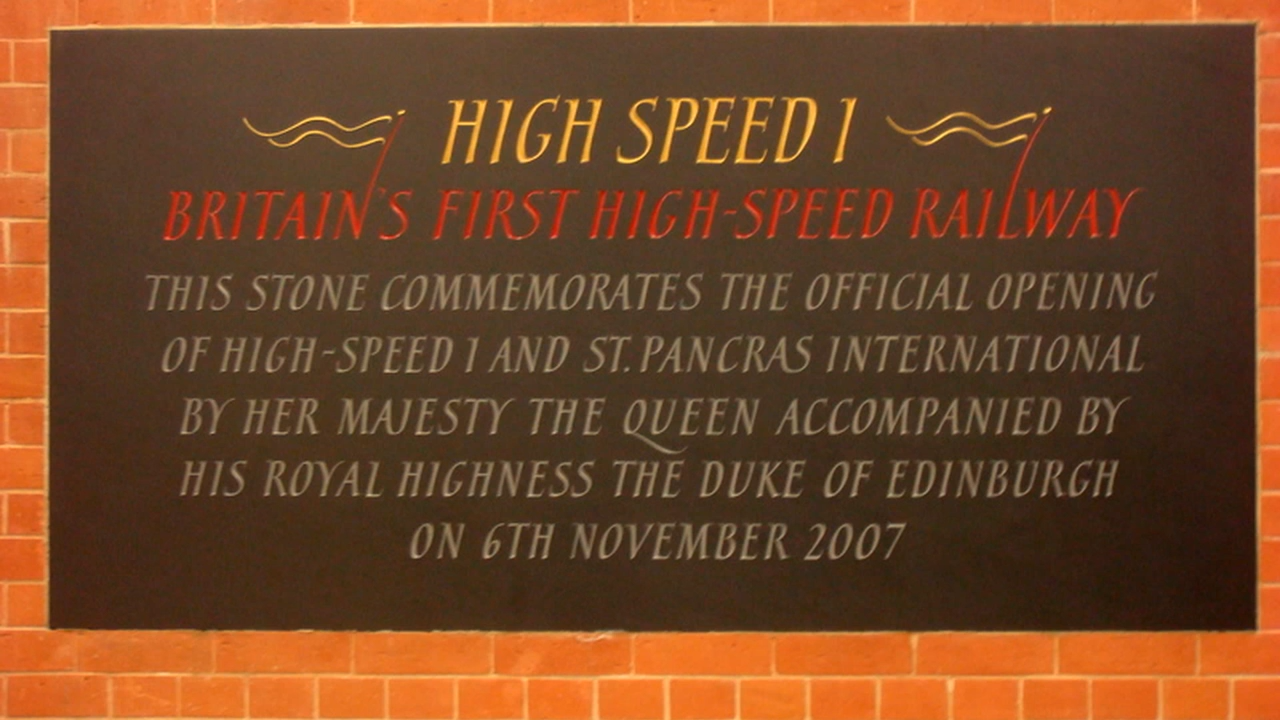 HIGH SPEED 1
BRITAIN'S FIRST HIGH-SPEED RAILWAY
THIS STONE COMMEMORATES THE OFFICIAL OPENING
OF HIGH-SPEED 1 AND ST. PANCRAS INTERNATIONAL
BY HER MAJESTY THE QUEEN ACCOMPANIED BY
HIS ROYAL HIGHNESS THE DUKE OF EDINBURGH
ON 6TH NOVEMBER 2007